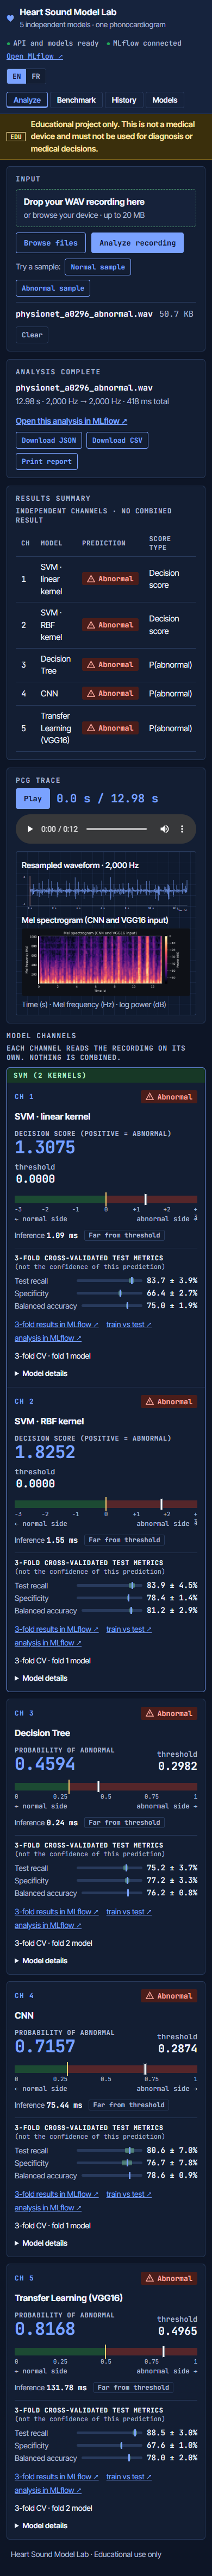 Heart Sound Model Lab
5 independent models · one phonocardiogram
API and models ready MLflow connected
Open MLflow ↗
EN FR
Analyze Benchmark History Models
EDU Educational project only. This is not a medical device and must not be used for diagnosis or medical decisions.
INPUT
Drop your WAV recording here
or browse your device · up to 20 MB
Browse files Analyze recording
Try a sample: Normal sample
Abnormal sample
physionet_a0296_abnormal.wav 50.7 KB
Clear
ANALYSIS COMPLETE
physionet_a0296_abnormal.wav
12.98 s · 2,000 Hz → 2,000 Hz · 418 ms total
Open this analysis in MLflow ↗
Download JSON Download CSV
Print report
RESULTS SUMMARY
INDEPENDENT CHANNELS · NO COMBINED RESULT
CH MODEL PREDICTION SCORE TYPE
1 SVM · linear kernel Abnormal Decision score
2 SVM · RBF kernel Abnormal Decision score
3 Decision Tree Abnormal P(abnormal)
4 CNN Abnormal P(abnormal)
5 Transfer Learning (VGG16) Abnormal P(abnormal)
PCG TRACE
Play 0.0 s / 12.98 s
0:00 / 0:12
Resampled waveform · 2,000 Hz
Mel spectrogram (CNN and VGG16 input)
Mel spectrogram (CNN and VGG16 input)
Time (s) · Mel frequency (Hz) · log power (dB)
MODEL CHANNELS
EACH CHANNEL READS THE RECORDING ON ITS OWN. NOTHING IS COMBINED.
SVM (2 KERNELS)
CH 1 Abnormal
SVM · linear kernel
DECISION SCORE (POSITIVE = ABNORMAL)
1.3075
threshold
0.0000
-3 -2 -1 0 +1 +2 +3
← normal side abnormal side →
Inference 1.09 ms Far from threshold
3-FOLD CROSS-VALIDATED TEST METRICS
(not the confidence of this prediction)
Test recall 83.7 ± 3.9%
Specificity 66.4 ± 2.7%
Balanced accuracy 75.0 ± 1.9%
3-fold results in MLflow ↗ train vs test ↗
analysis in MLflow ↗
3-fold CV · fold 1 model
▶ Model details
CH 2 Abnormal
SVM · RBF kernel
DECISION SCORE (POSITIVE = ABNORMAL)
1.8252
threshold
0.0000
-3 -2 -1 0 +1 +2 +3
← normal side abnormal side →
Inference 1.55 ms Far from threshold
3-FOLD CROSS-VALIDATED TEST METRICS
(not the confidence of this prediction)
Test recall 83.9 ± 4.5%
Specificity 78.4 ± 1.4%
Balanced accuracy 81.2 ± 2.9%
3-fold results in MLflow ↗ train vs test ↗
analysis in MLflow ↗
3-fold CV · fold 1 model
▶ Model details
CH 3 Abnormal
Decision Tree
PROBABILITY OF ABNORMAL
0.4594 threshold 0.2982
0 0.25 0.5 0.75 1
← normal side abnormal side →
Inference 0.24 ms Far from threshold
3-FOLD CROSS-VALIDATED TEST METRICS
(not the confidence of this prediction)
Test recall 75.2 ± 3.7%
Specificity 77.2 ± 3.3%
Balanced accuracy 76.2 ± 0.8%
3-fold results in MLflow ↗ train vs test ↗
analysis in MLflow ↗
3-fold CV · fold 2 model
▶ Model details
CH 4 Abnormal
CNN
PROBABILITY OF ABNORMAL
0.7157 threshold 0.2874
0 0.25 0.5 0.75 1
← normal side abnormal side →
Inference 75.44 ms Far from threshold
3-FOLD CROSS-VALIDATED TEST METRICS
(not the confidence of this prediction)
Test recall 80.6 ± 7.0%
Specificity 76.7 ± 7.8%
Balanced accuracy 78.6 ± 0.9%
3-fold results in MLflow ↗ train vs test ↗
analysis in MLflow ↗
3-fold CV · fold 1 model
▶ Model details
CH 5 Abnormal
Transfer Learning (VGG16)
PROBABILITY OF ABNORMAL
0.8168 threshold 0.4965
0 0.25 0.5 0.75 1
← normal side abnormal side →
Inference 131.78 ms Far from threshold
3-FOLD CROSS-VALIDATED TEST METRICS
(not the confidence of this prediction)
Test recall 88.5 ± 3.0%
Specificity 67.6 ± 1.0%
Balanced accuracy 78.0 ± 2.0%
3-fold results in MLflow ↗ train vs test ↗
analysis in MLflow ↗
3-fold CV · fold 2 model
▶ Model details
Heart Sound Model Lab · Educational use only